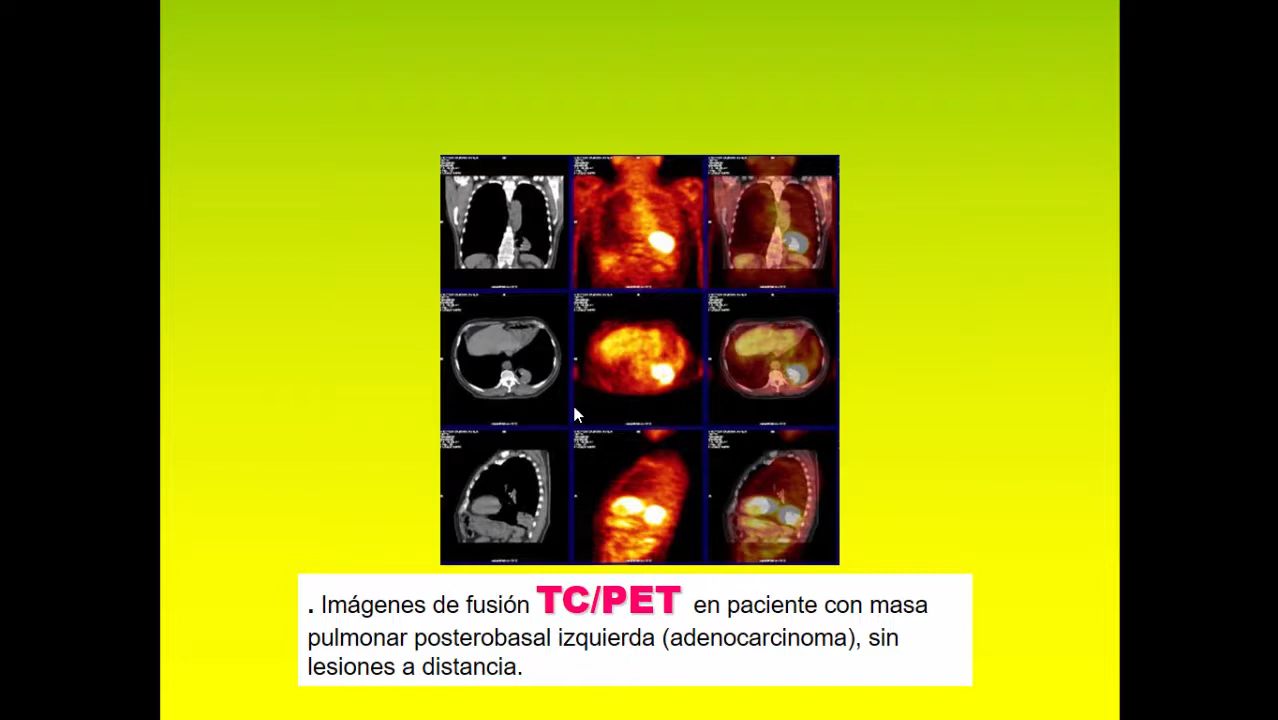 . Imágenes de fusión TC/PET en paciente con masa
pulmonar posterobasal izquierda (adenocarcinoma), sin
lesiones a distancia.